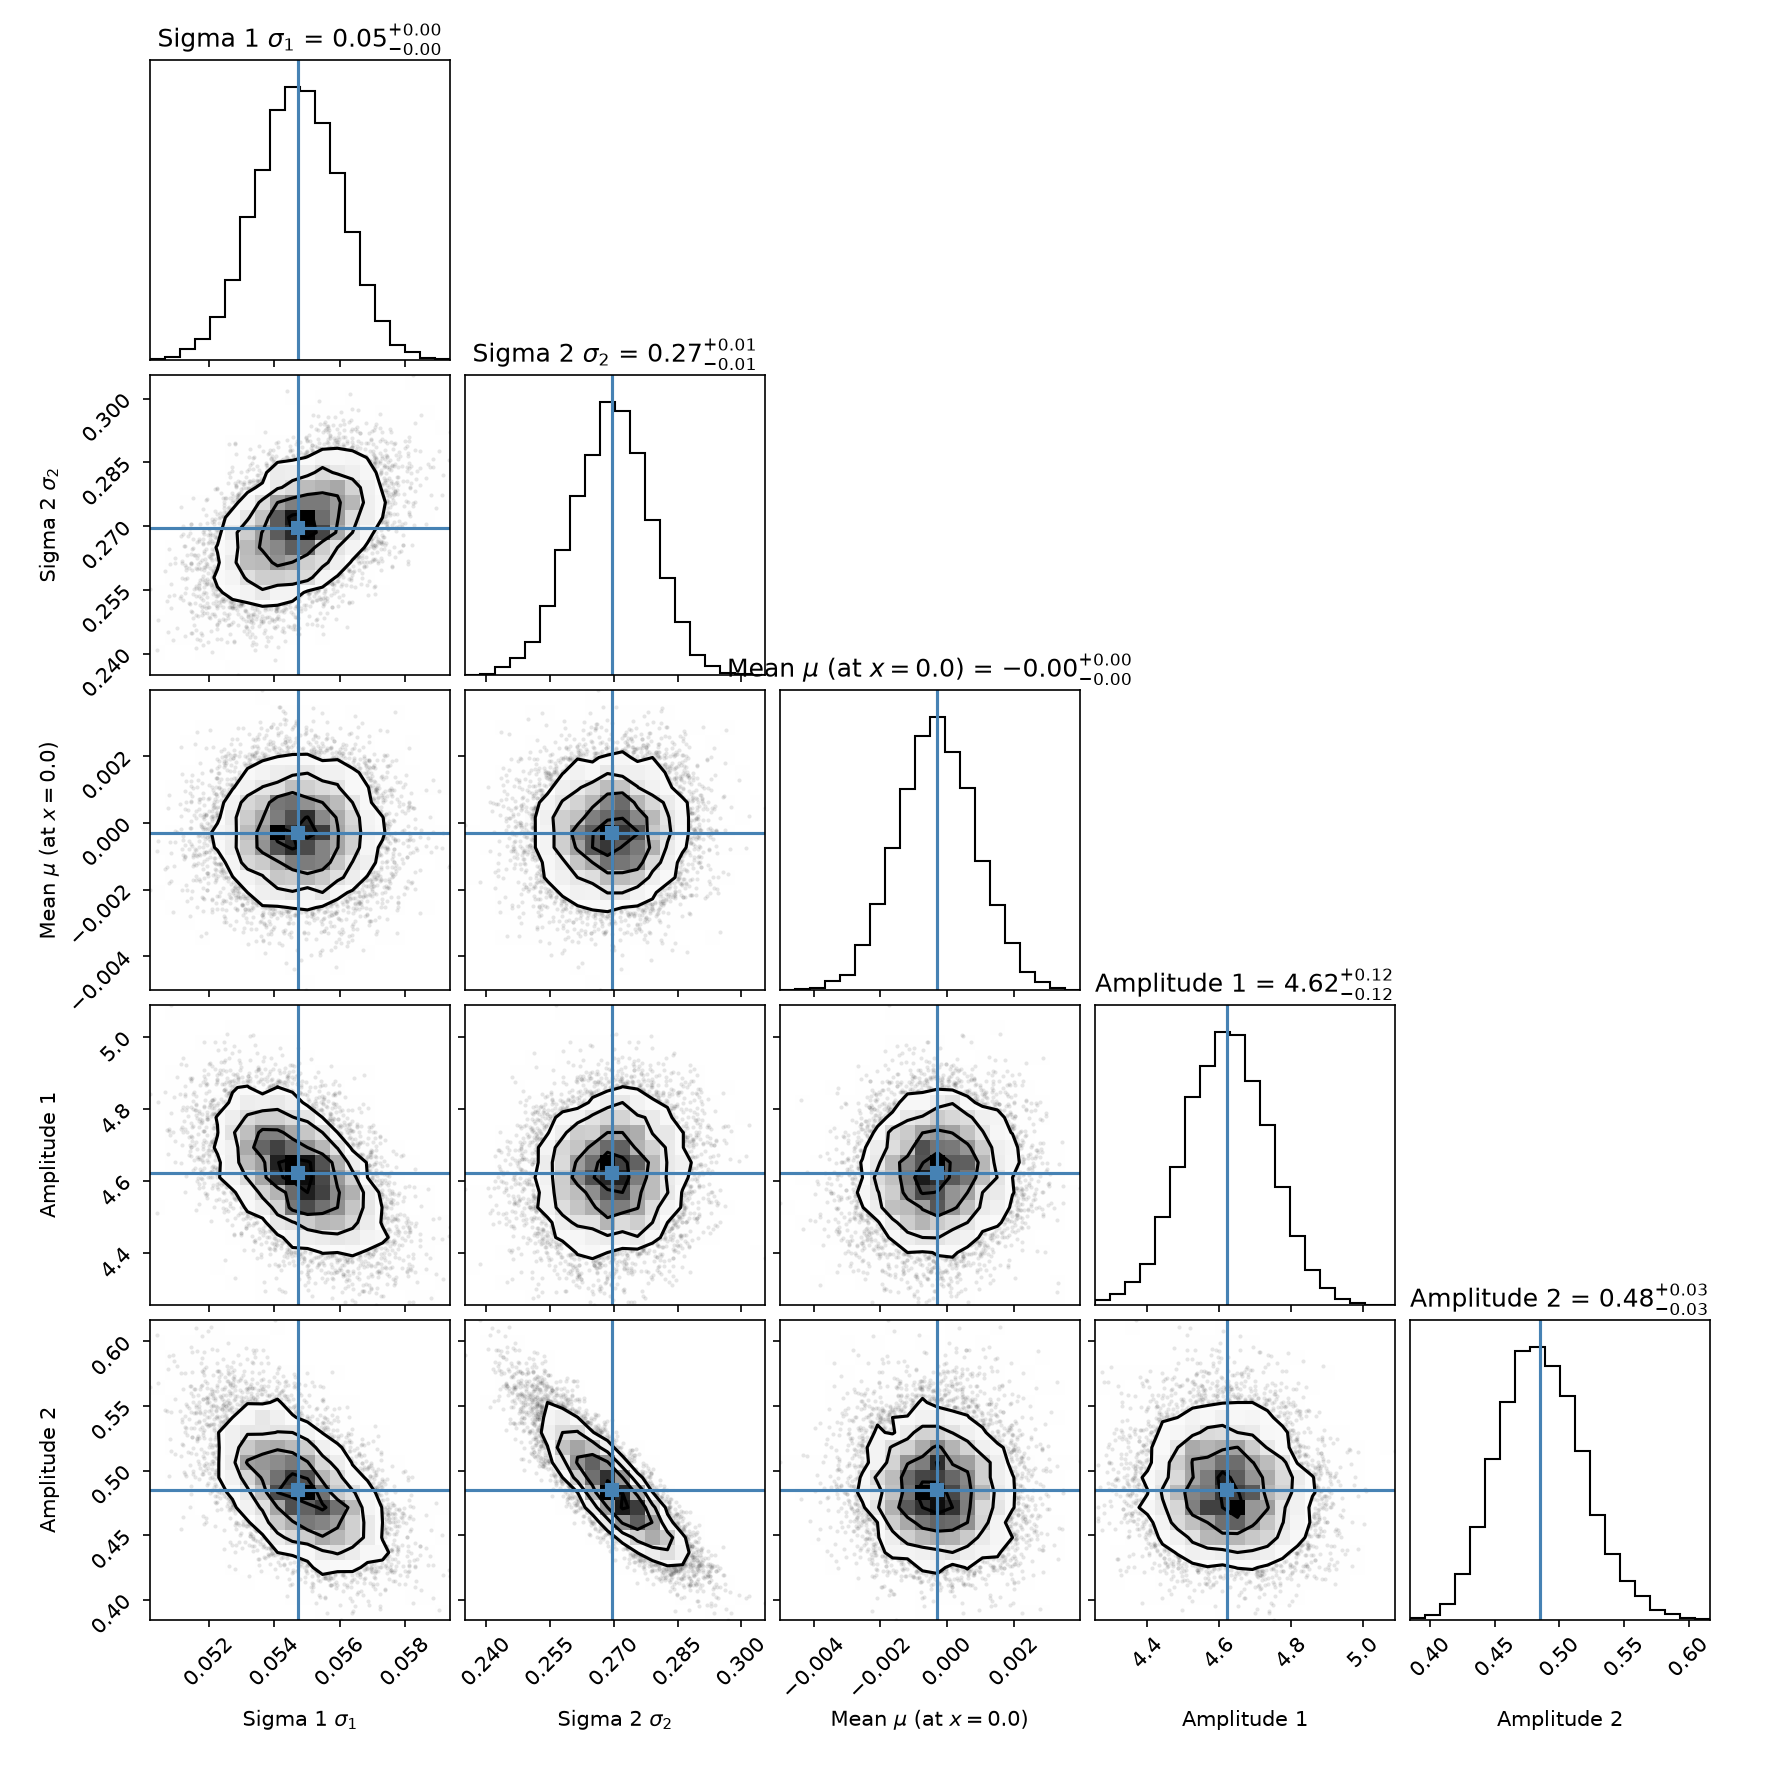 Sigma 1 σ₁ = 0.05+0.00 −0.00
Sigma 2 σ₂ = 0.27+0.01 −0.01
Sigma 2 σ₂
0.300
0.285
0.270
0.255
0.240
Mean μ (at x = 0.0) = −0.00+0.00 −0.00
Mean μ (at x = 0.0)
0.002
0.000
−0.002
−0.004
Amplitude 1 = 4.62+0.12 −0.12
Amplitude 1
5.0
4.8
4.6
4.4
Amplitude 2 = 0.48+0.03 −0.03
Amplitude 2
0.60
0.55
0.50
0.45
0.40
0.052 0.054 0.056 0.058 0.240 0.255 0.270 0.285 0.300 −0.004 −0.002 0.000 0.002 4.4 4.6 4.8 5.0 0.40 0.45 0.50 0.55 0.60
Sigma 1 σ₁ Sigma 2 σ₂ Mean μ (at x = 0.0) Amplitude 1 Amplitude 2